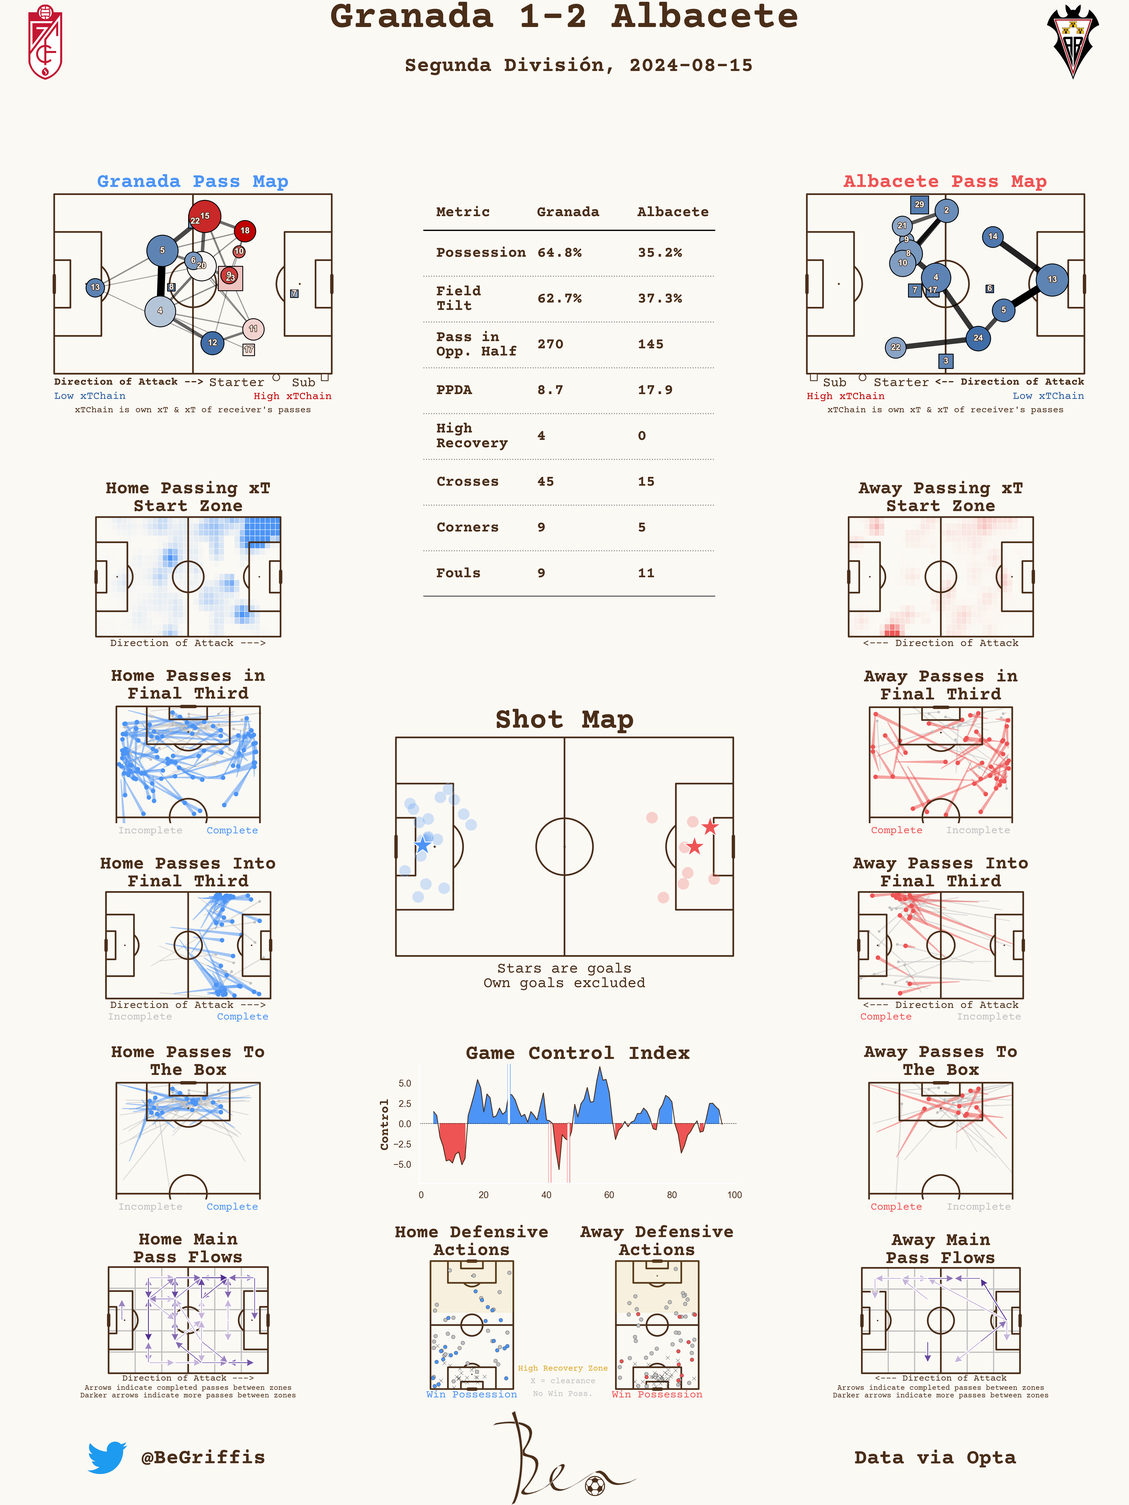 Granada 1-2 Albacete
Segunda División, 2024-08-15
Granada Pass Map
22 15
18
5
10
6
20
9
13
8
7
4
11
12
17
Direction of Attack --> Starter Sub
Low xTChain High xTChain
xTChain is own xT & xT of receiver's passes
Metric Granada Albacete
Possession 64.8% 35.2%
Field
Tilt 62.7% 37.3%
Pass in
Opp. Half 270 145
PPDA 8.7 17.9
High
Recovery 4 0
Crosses 45 15
Corners 9 5
Fouls 9 11
Albacete Pass Map
29
2
21
14
9
8
10
4
13
7 17
6
5
24
22
3
Sub Starter <-- Direction of Attack
High xTChain Low xTChain
xTChain is own xT & xT of receiver's passes
Home Passing xT
Start Zone
Direction of Attack --->
Away Passing xT
Start Zone
<--- Direction of Attack
Home Passes in
Final Third
Incomplete Complete
Away Passes in
Final Third
Complete Incomplete
Shot Map
Stars are goals
Own goals excluded
Home Passes Into
Final Third
Direction of Attack --->
Incomplete Complete
Away Passes Into
Final Third
<--- Direction of Attack
Complete Incomplete
Home Passes To
The Box
Incomplete Complete
Game Control Index
Control
5.0
2.5
0.0
−2.5
−5.0
0 20 40 60 80 100
Away Passes To
The Box
Complete Incomplete
Home Main
Pass Flows
Direction of Attack --->
Arrows indicate completed passes between zones
Darker arrows indicate more passes between zones
Home Defensive
Actions
Win Possession
Away Defensive
Actions
Win Possession
High Recovery Zone
X = clearance
No Win Poss.
Away Main
Pass Flows
<--- Direction of Attack
Arrows indicate completed passes between zones
Darker arrows indicate more passes between zones
@BeGriffis
Data via Opta